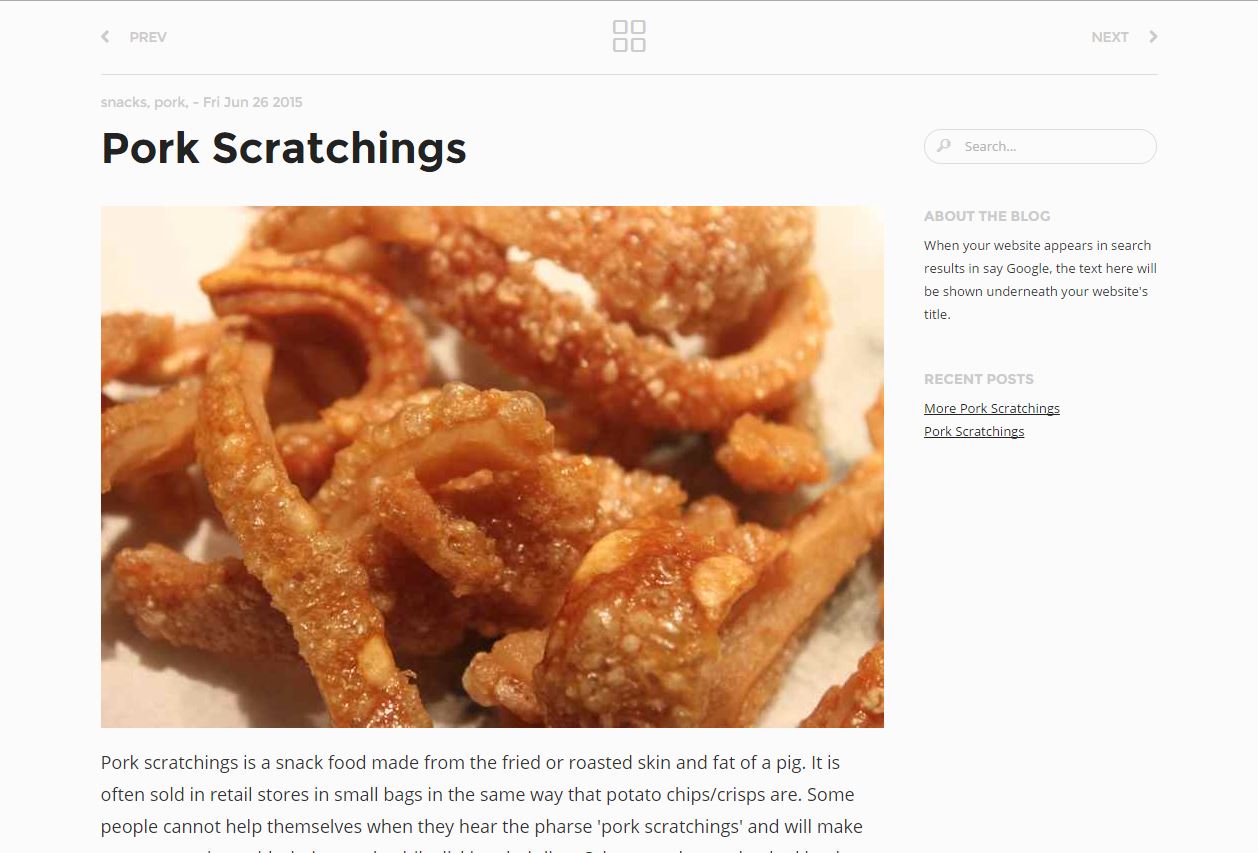 PREV
NEXT
snacks, pork, - Fri Jun 26 2015
Pork Scratchings
Pork scratchings is a snack food made from the fried or roasted skin and fat of a pig. It is
often sold in retail stores in small bags in the same way that potato chips/crisps are. Some
people cannot help themselves when they hear the pharse 'pork scratchings' and will make
Search...
ABOUT THE BLOG
When your website appears in search
results in say Google, the text here will
be shown underneath your website's
title.
RECENT POSTS
More Pork Scratchings
Pork Scratchings